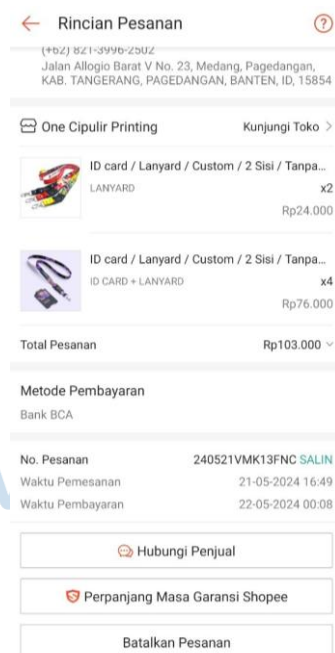 Rincian Pesanan
(+62) 821-3996-2502
Jalan Allogio Barat V No. 23, Medang, Pagedangan,
KAB. TANGERANG, PAGEDANGAN, BANTEN, ID, 15854
One Cipulir Printing Kunjungi Toko >
ID card / Lanyard / Custom / 2 Sisi / Tanpa...
LANYARD x2
Rp24.000
ID card / Lanyard / Custom / 2 Sisi / Tanpa...
ID CARD + LANYARD x4
Rp76.000
Total Pesanan Rp103.000
Metode Pembayaran
Bank BCA
No. Pesanan 240521VMK13FNC SALIN
Waktu Pemesanan 21-05-2024 16:49
Waktu Pembayaran 22-05-2024 00:08
Hubungi Penjual
Perpanjang Masa Garansi Shopee
Batalkan Pesanan